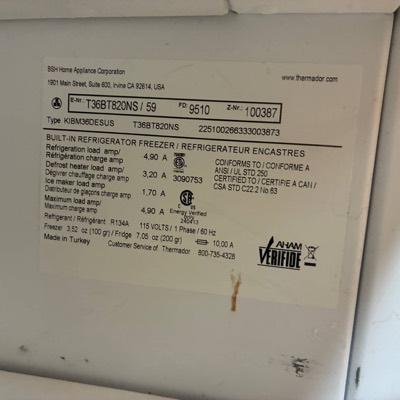 BSH Home Appliance Corporation
1901 Main Street, Suite 600, Irvine CA 92614, USA
www.thermador.com
E-Nr.: T36BT820NS / 59 FD: 9510 Z-Nr.: 100387
Type KIBM36DESUS T36BT820NS 225100266333003873
BUILT-IN REFRIGERATOR FREEZER / REFRIGERATEUR ENCASTRES
Refrigeration load amp/
Réfrigération charge amp/ 4,90 A
Defrost heater load amp/
Dégivrer chauffage amp/ 3,20 A 3090753
Ice maker load amp/
Distributeur de glaçons charge amp/ 1,70 A
Maximum load amp/
Maximum charge amp/ 4,90 A
CONFORMS TO / CONFORME A
ANSI / UL STD 250
CERTIFIED TO / CERTIFIE A CAN /
CSA STD C22.2 No 63
C US
Energy Verified
240413
Refrigerant / Réfrigérant : R134A 115 VOLTS / 1 Phase / 60 Hz
Freezer 3,52 oz (100 gr) / Fridge 7,05 oz (200 gr) 10,00 A
Made in Turkey Customer Service of Thermador: 800-735-4328
AHAM
VERIFIDE